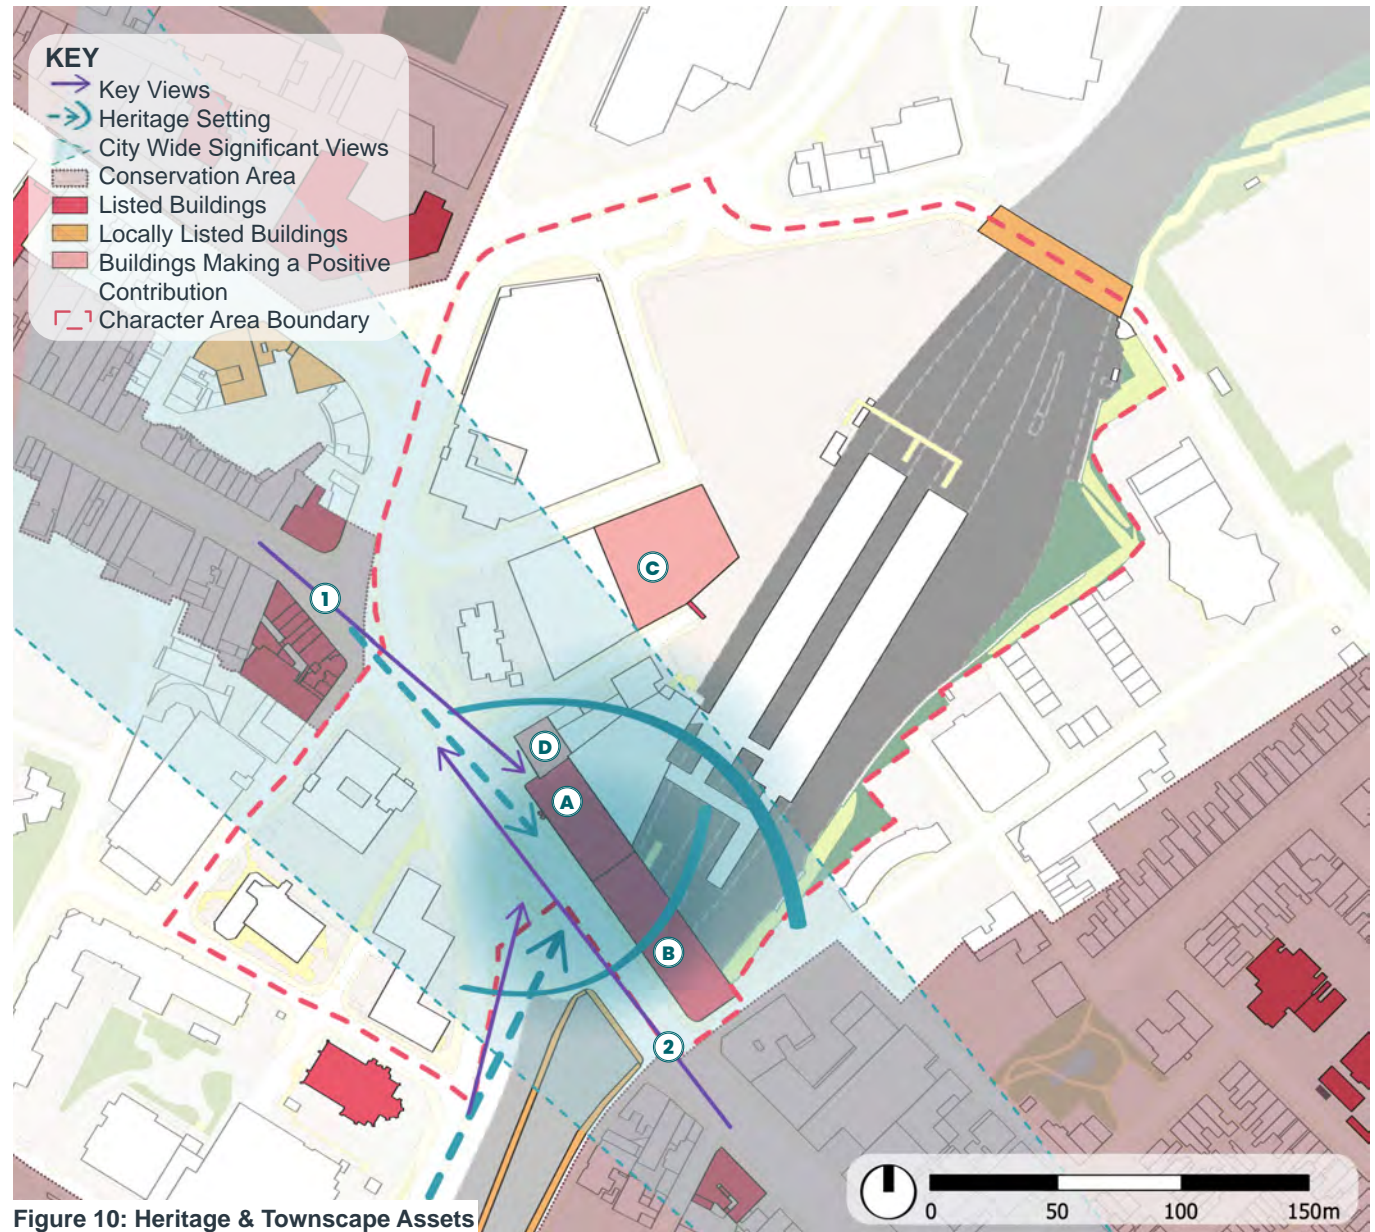 KEY
Key Views
Heritage Setting
City Wide Significant Views
Conservation Area
Listed Buildings
Locally Listed Buildings
Buildings Making a Positive
Contribution
Character Area Boundary
C
1
D
A
B
2
0 50 100 150m
Figure 10: Heritage & Townscape Assets